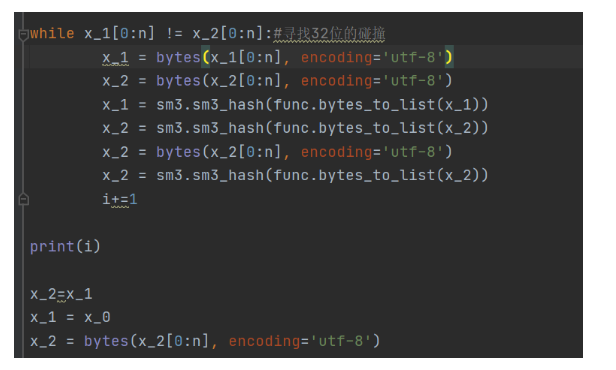 while x_1[0:n] != x_2[0:n]:#寻找32位的碰撞
x_1 = bytes(x_1[0:n], encoding='utf-8')
x_2 = bytes(x_2[0:n], encoding='utf-8')
x_1 = sm3.sm3_hash(func.bytes_to_list(x_1))
x_2 = sm3.sm3_hash(func.bytes_to_list(x_2))
x_2 = bytes(x_2[0:n], encoding='utf-8')
x_2 = sm3.sm3_hash(func.bytes_to_list(x_2))
i+=1
print(i)
x_2=x_1
x_1 = x_0
x_2 = bytes(x_2[0:n], encoding='utf-8')